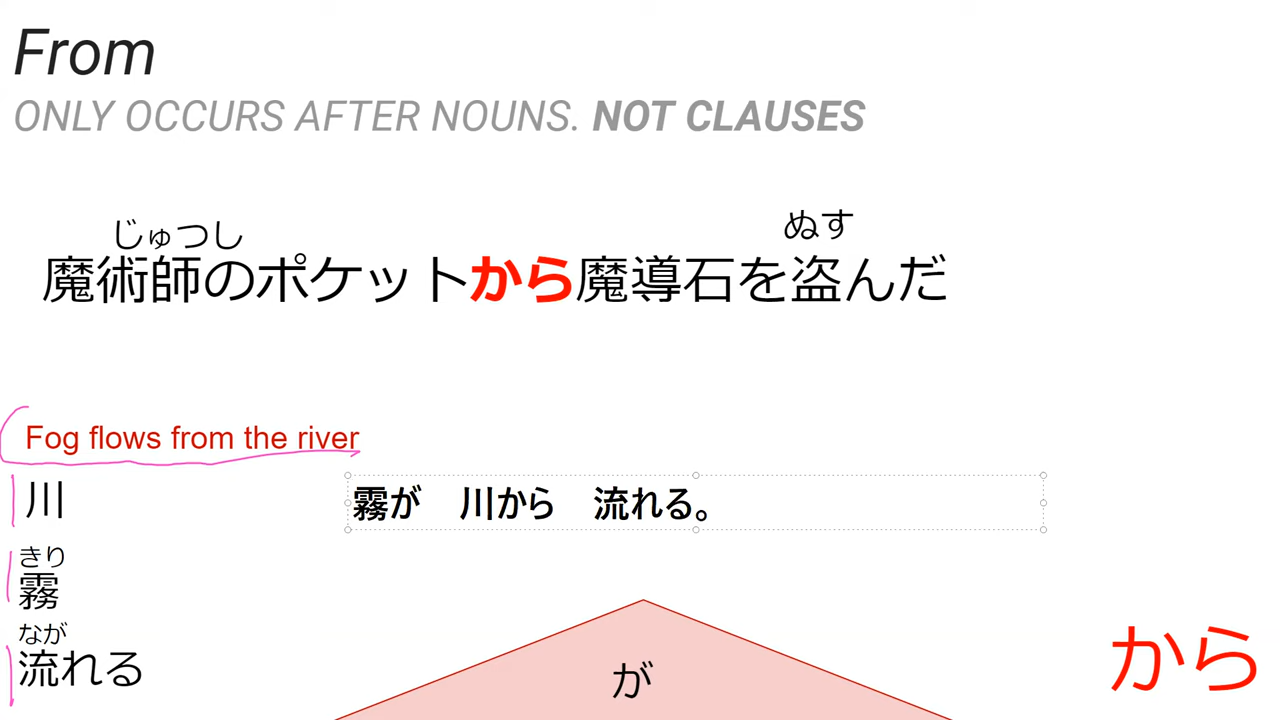 From
ONLY OCCURS AFTER NOUNS. NOT CLAUSES
じゅつし ぬす
魔術師のポケットから魔導石を盗んだ
Fog flows from the river
川
霧が 川から 流れる。
きり
霧
なが
流れる
が
から